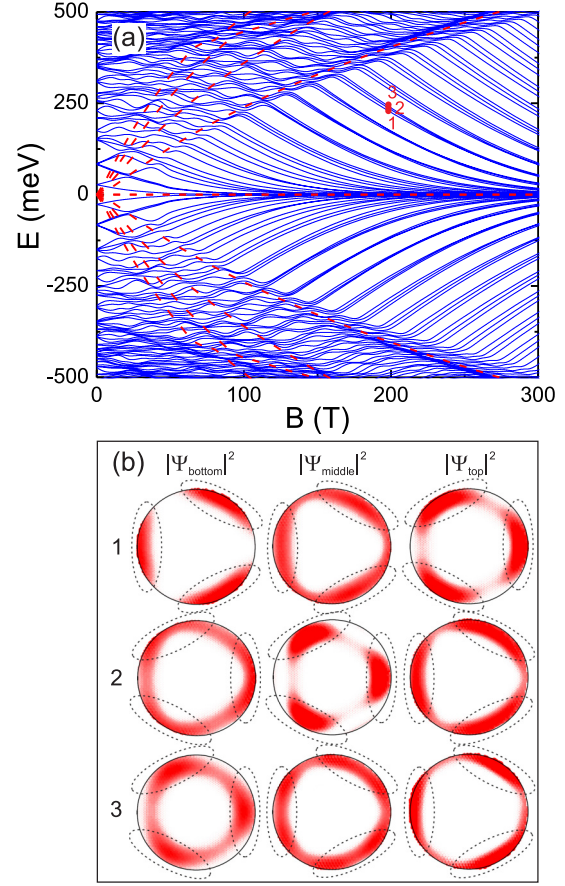 (a)
500
250
0
-250
-500
E (meV)
3
2
1
0
100
200
300
B (T)
(b)
|Ψbottom|²
|Ψmiddle|²
|Ψtop|²
1
2
3